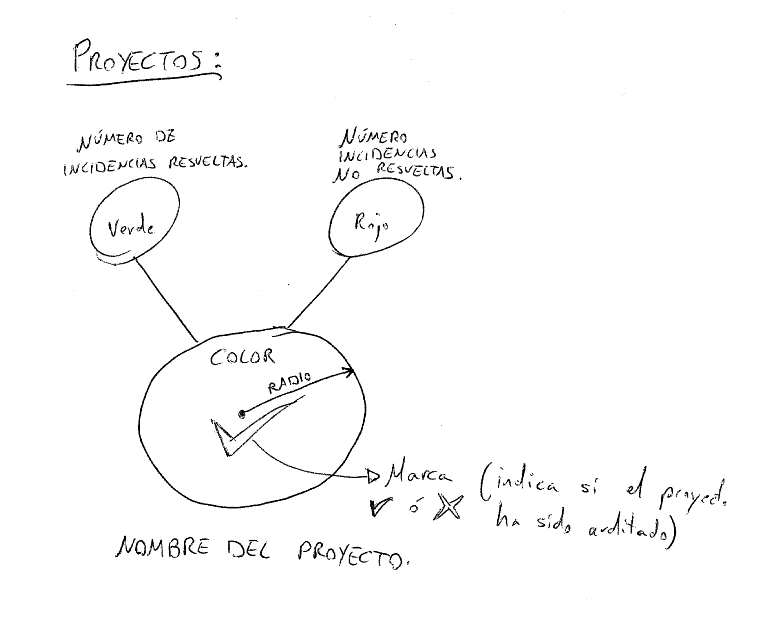 PROYECTOS:
NÚMERO DE
INCIDENCIAS RESUELTAS.
NÚMERO
INCIDENCIAS
NO RESUELTAS.
Verde
Rojo
COLOR
RADIO
Marca (indica si el proyecto
✔ ó ✗ ha sido auditado)
NOMBRE DEL PROYECTO.